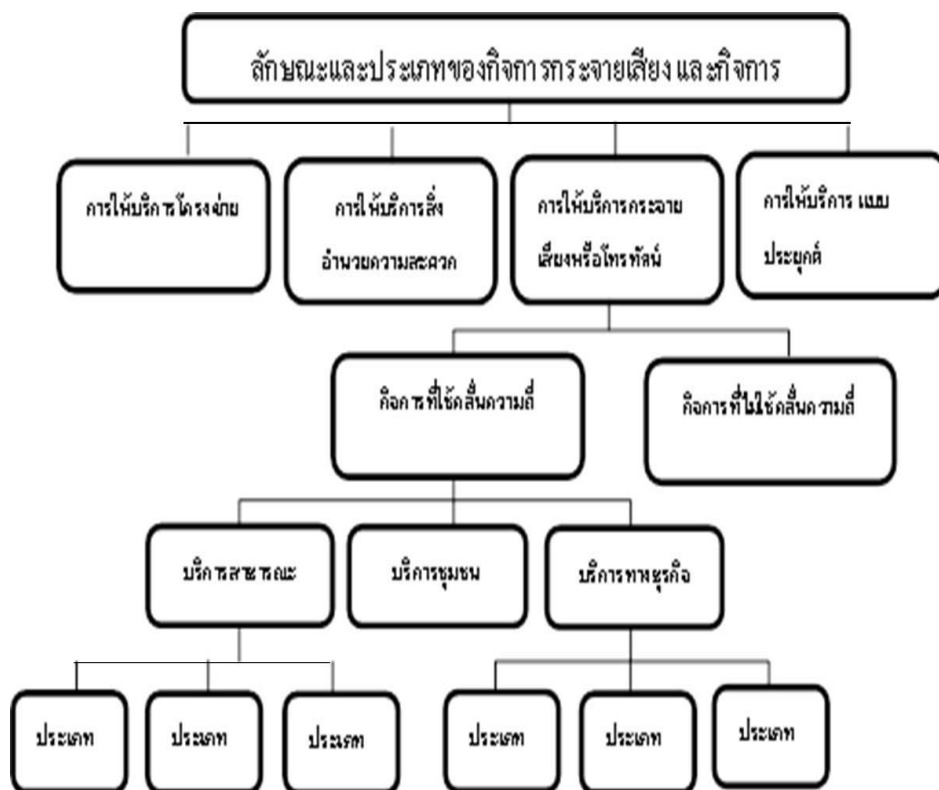 ลักษณะและประเภทของกิจการกระจายเสียง และกิจการ
การให้บริการโครงข่าย
การให้บริการสิ่ง
อำนวยความสะดวก
การให้บริการกระจาย
เสียงหรือโทรทัศน์
การให้บริการ แบบ
ประยุกต์
กิจการที่ใช้คลื่นความถี่
กิจการที่ไม่ใช้คลื่นความถี่
บริการสาธารณะ
บริการชุมชน
บริการทางธุรกิจ
ประเภท
ประเภท
ประเภท
ประเภท
ประเภท
ประเภท